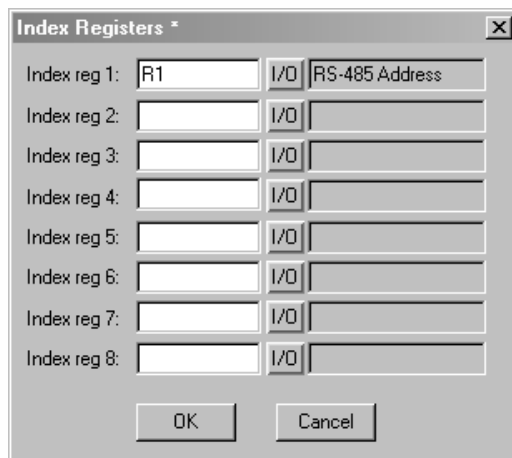 Index Registers *
Index reg 1: R1 I/O RS-485 Address
Index reg 2: I/O
Index reg 3: I/O
Index reg 4: I/O
Index reg 5: I/O
Index reg 6: I/O
Index reg 7: I/O
Index reg 8: I/O
OK Cancel